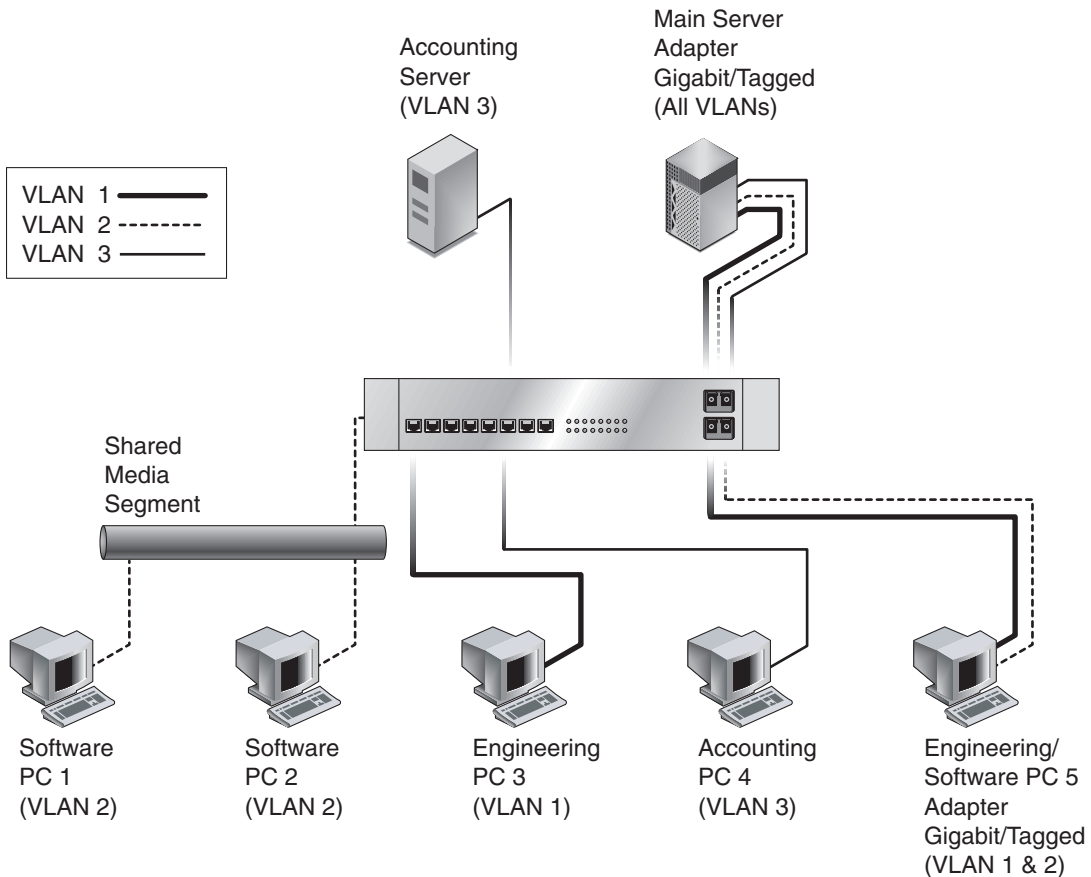 Main Server
Adapter
Gigabit/Tagged
(All VLANs)
Accounting
Server
(VLAN 3)
VLAN 1
VLAN 2
VLAN 3
Shared
Media
Segment
Software
PC 1
(VLAN 2)
Software
PC 2
(VLAN 2)
Engineering
PC 3
(VLAN 1)
Accounting
PC 4
(VLAN 3)
Engineering/
Software PC 5
Adapter
Gigabit/Tagged
(VLAN 1 & 2)